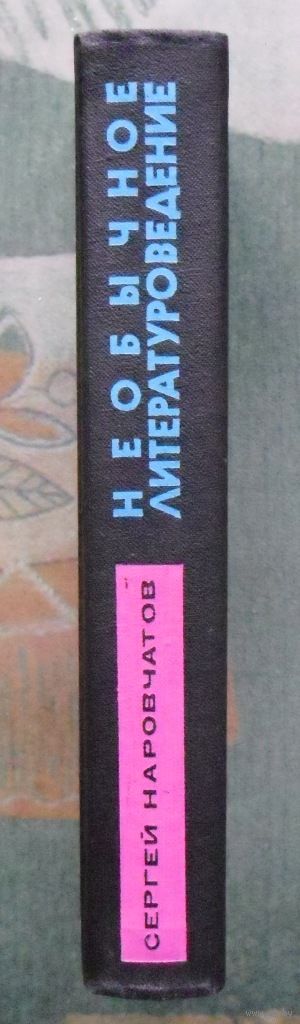 СЕРГЕЙ НАРОВЧАТОВ
НЕОБЫЧНОЕ
ЛИТЕРАТУРОВЕДЕНИЕ